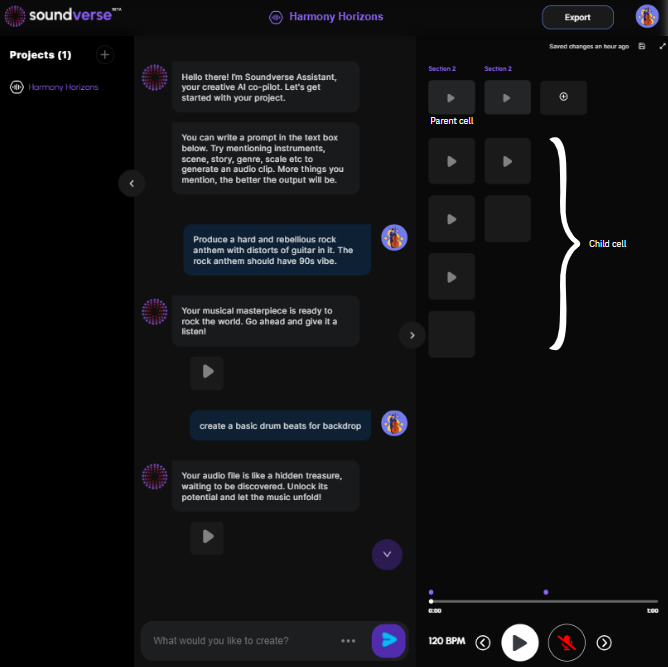 soundverse BETA
Harmony Horizons
Export
Projects (1)
Harmony Horizons
Hello there! I'm Soundverse Assistant,
your creative AI co-pilot. Let's get
started with your project.
You can write a prompt in the text box
below. Try mentioning instruments,
scene, story, genre, scale etc to
generate an audio clip. More things you
mention, the better the output will be.
Produce a hard and rebellious rock
anthem with distorts of guitar in it. The
rock anthem should have 90s vibe.
Your musical masterpiece is ready to
rock the world. Go ahead and give it a
listen!
create a basic drum beats for backdrop
Your audio file is like a hidden treasure,
waiting to be discovered. Unlock its
potential and let the music unfold!
What would you like to create?
Saved changes an hour ago
Section 2 Section 2
Parent cell
Child cell
0:00 1:00
120 BPM